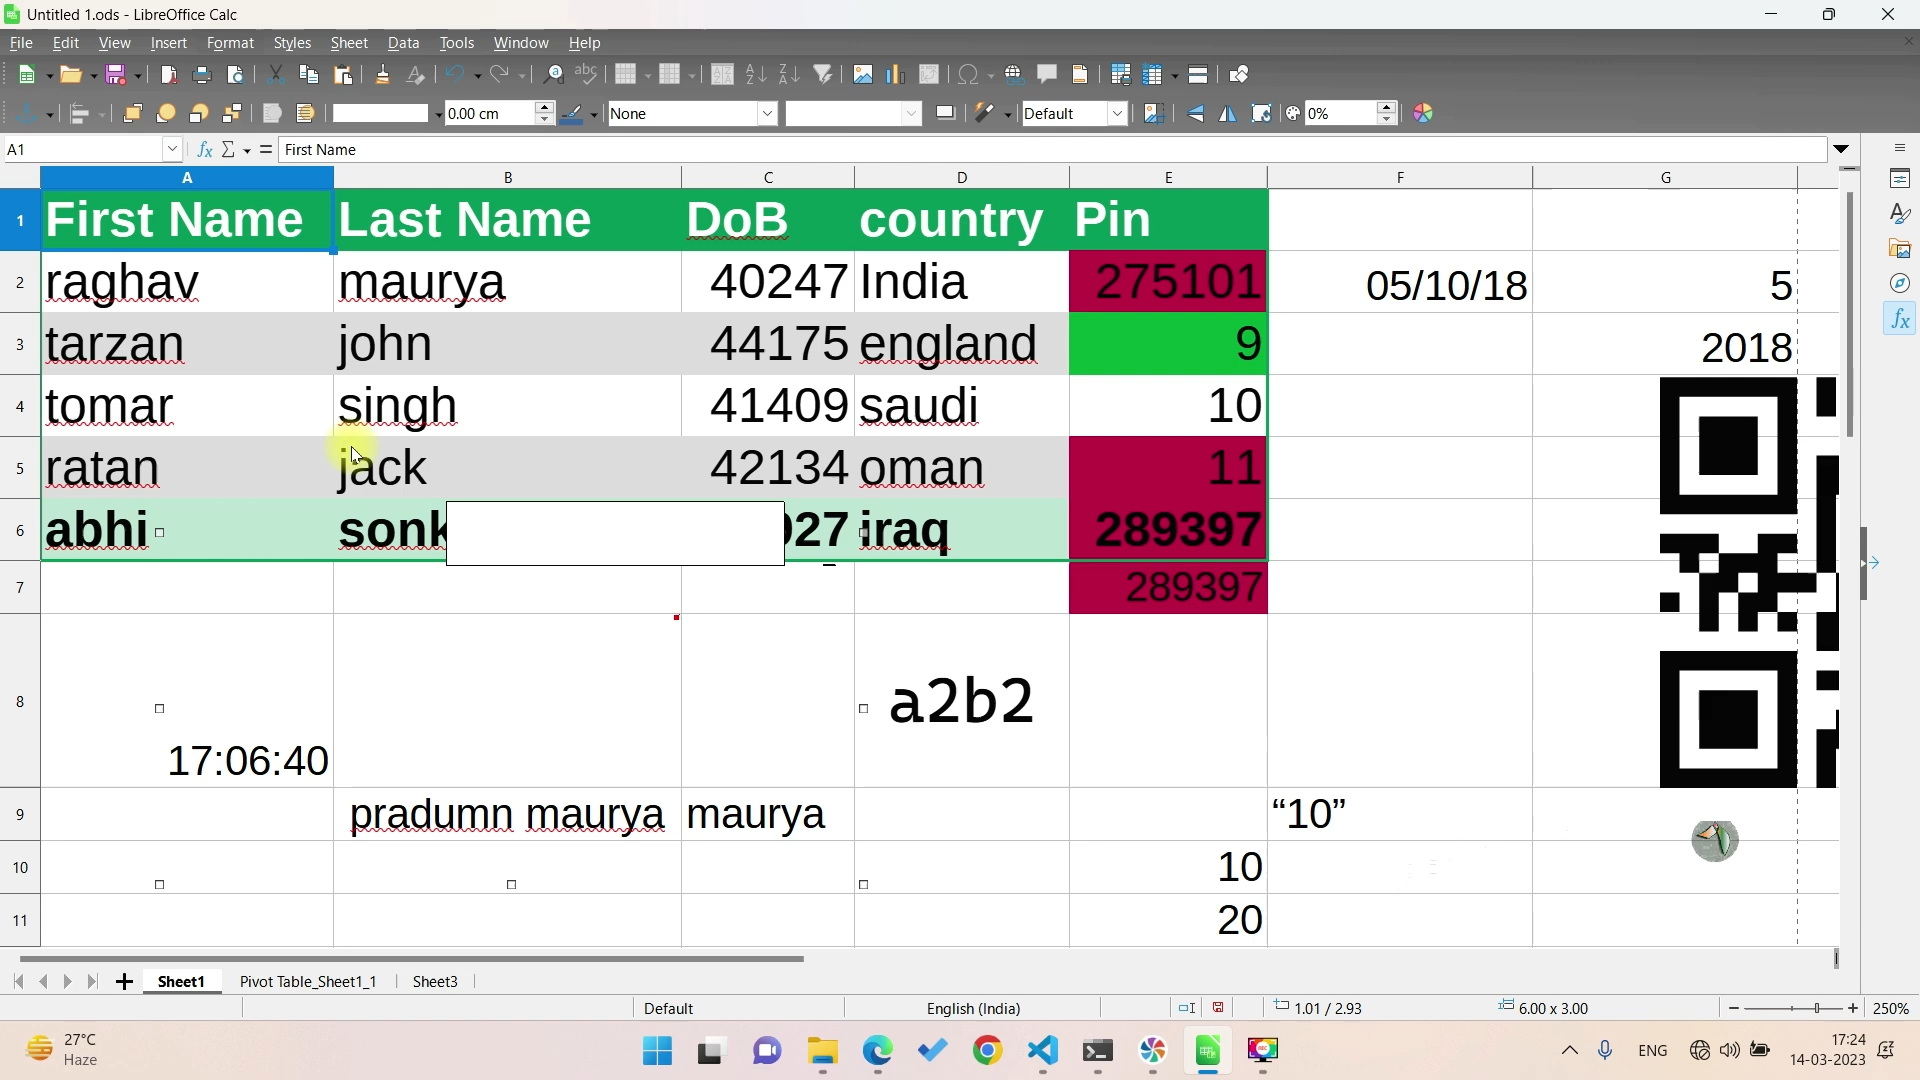 Untitled 1.ods - LibreOffice Calc
File Edit View Insert Format Styles Sheet Data Tools Window Help
0.00 cm None Default 0%
A1 First Name
A B C D E F G
1 First Name Last Name DoB country Pin
2 raghav maurya 40247 India 275101 05/10/18 5
3 tarzan john 44175 england 9 2018
4 tomar singh 41409 saudi 10
5 ratan jack 42134 oman 11
6 abhi 27 iraq 289397
7 289397
8 17:06:40 a2b2
9 pradumn maurya maurya “10”
10 10
11 20
Sheet1 Pivot Table_Sheet1_1 Sheet3
Default English (India) 1.01 / 2.93 6.00 x 3.00 250%
27°C
Haze
ENG
17:24
14-03-2023